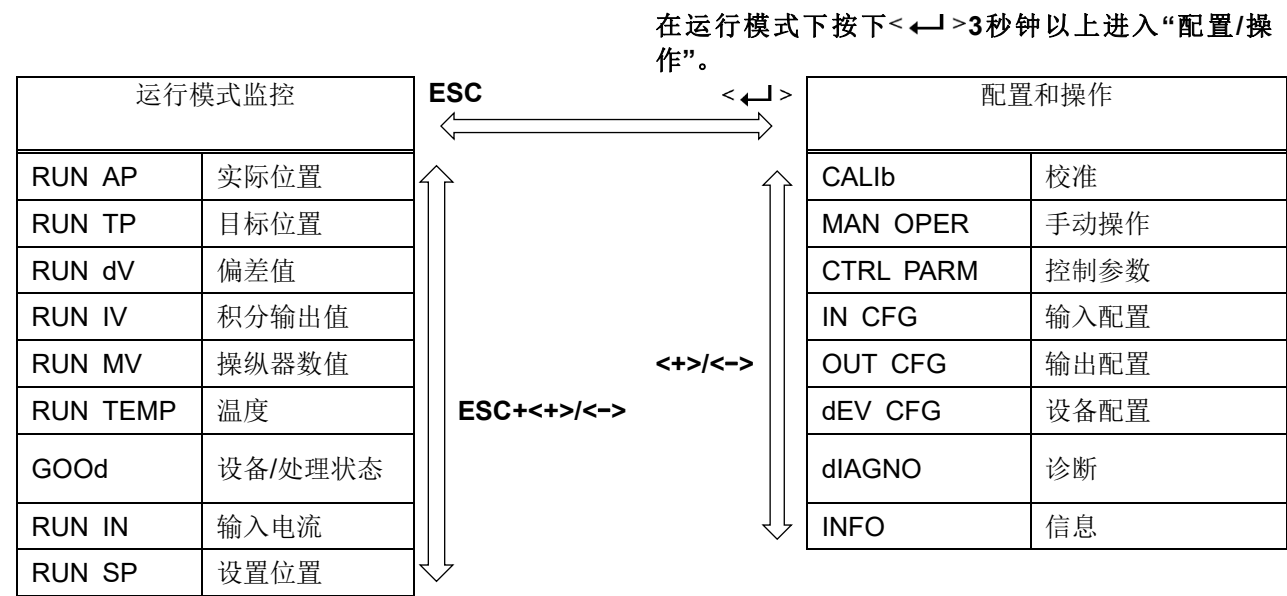 在运行模式下按下<↵>3秒钟以上进入“配置/操
作”。
运行模式监控
ESC
<↵>
配置和操作
RUN AP 实际位置
RUN TP 目标位置
RUN dV 偏差值
RUN IV 积分输出值
RUN MV 操纵器数值
RUN TEMP 温度
GOOd 设备/处理状态
RUN IN 输入电流
RUN SP 设置位置
ESC+<+>/<−>
<+>/<−>
CALIb 校准
MAN OPER 手动操作
CTRL PARM 控制参数
IN CFG 输入配置
OUT CFG 输出配置
dEV CFG 设备配置
dIAGNO 诊断
INFO 信息